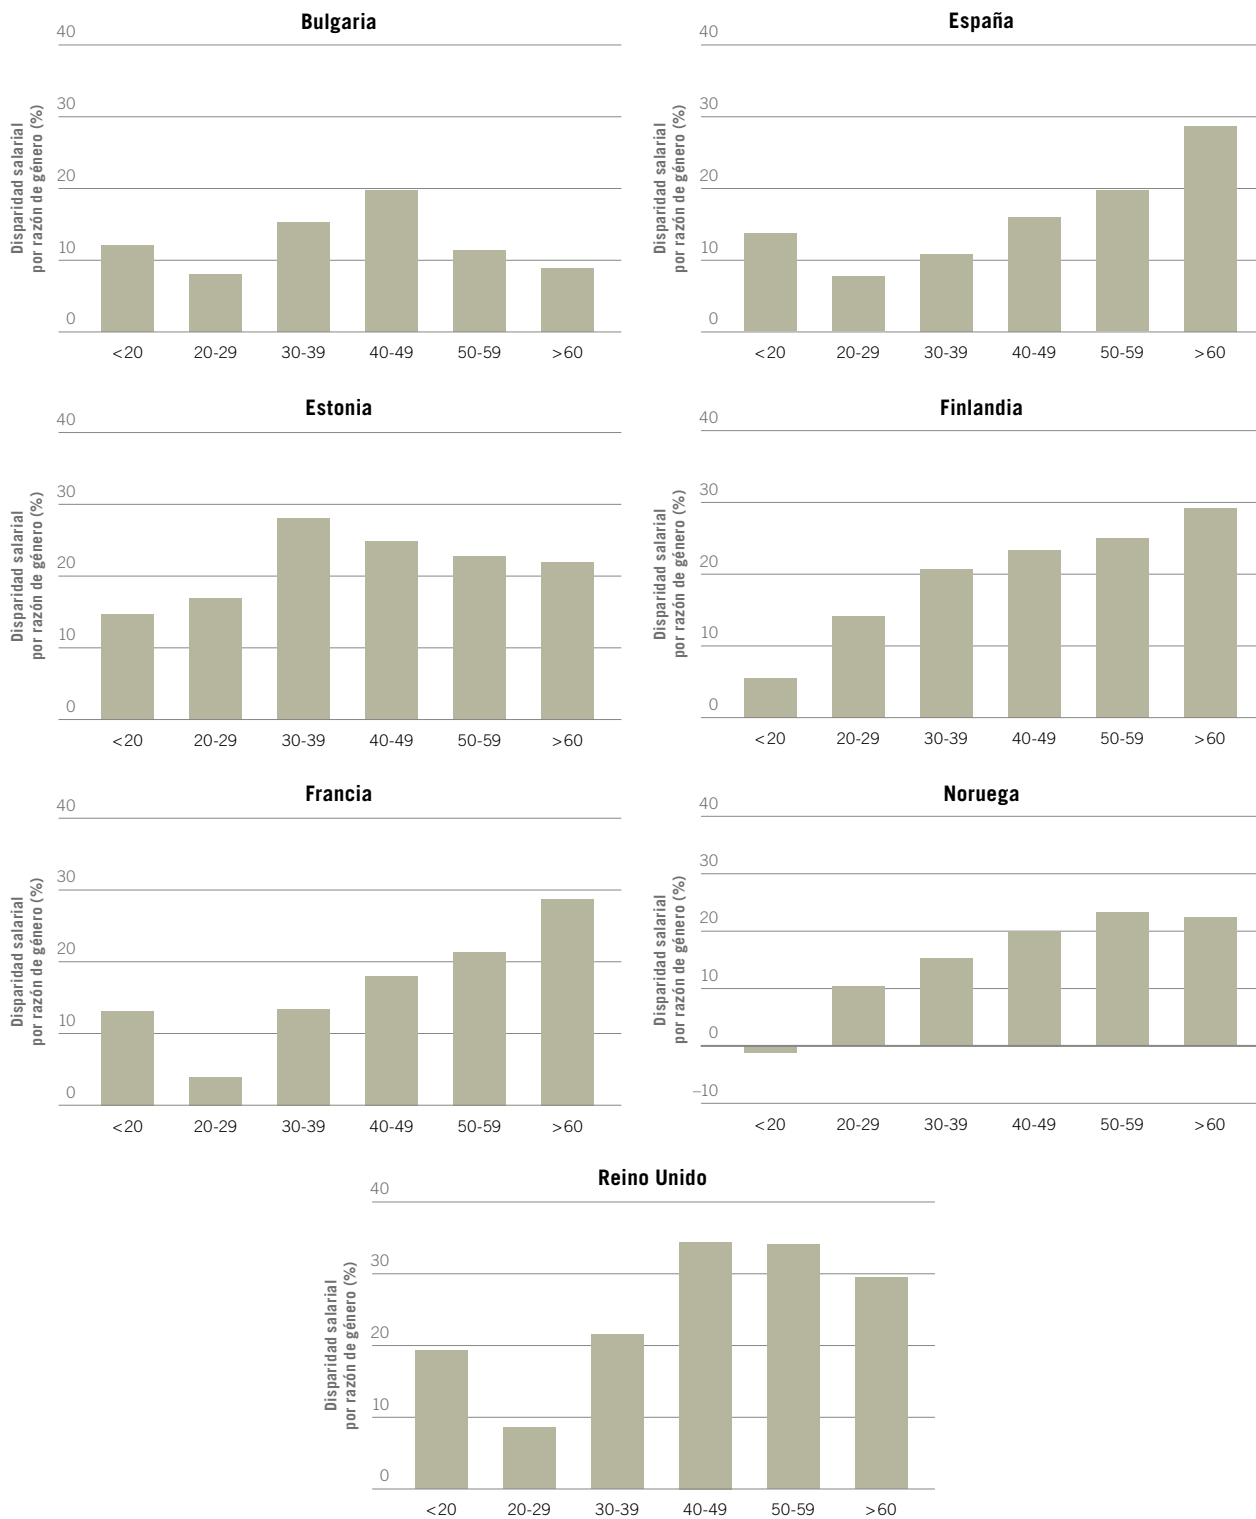 Bulgaria
40
30
20
10
0
Disparidad salarial
por razón de género (%)
<20 20-29 30-39 40-49 50-59 >60
España
40
30
20
10
0
Disparidad salarial
por razón de género (%)
<20 20-29 30-39 40-49 50-59 >60
Estonia
40
30
20
10
0
Disparidad salarial
por razón de género (%)
<20 20-29 30-39 40-49 50-59 >60
Finlandia
40
30
20
10
0
Disparidad salarial
por razón de género (%)
<20 20-29 30-39 40-49 50-59 >60
Francia
40
30
20
10
0
Disparidad salarial
por razón de género (%)
<20 20-29 30-39 40-49 50-59 >60
Noruega
40
30
20
10
0
–10
Disparidad salarial
por razón de género (%)
<20 20-29 30-39 40-49 50-59 >60
Reino Unido
40
30
20
10
0
Disparidad salarial
por razón de género (%)
<20 20-29 30-39 40-49 50-59 >60